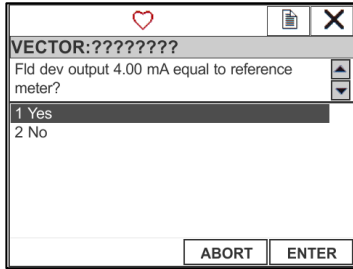 VECTOR:????????
Fld dev output 4.00 mA equal to reference
meter?
1 Yes
2 No
ABORT
ENTER